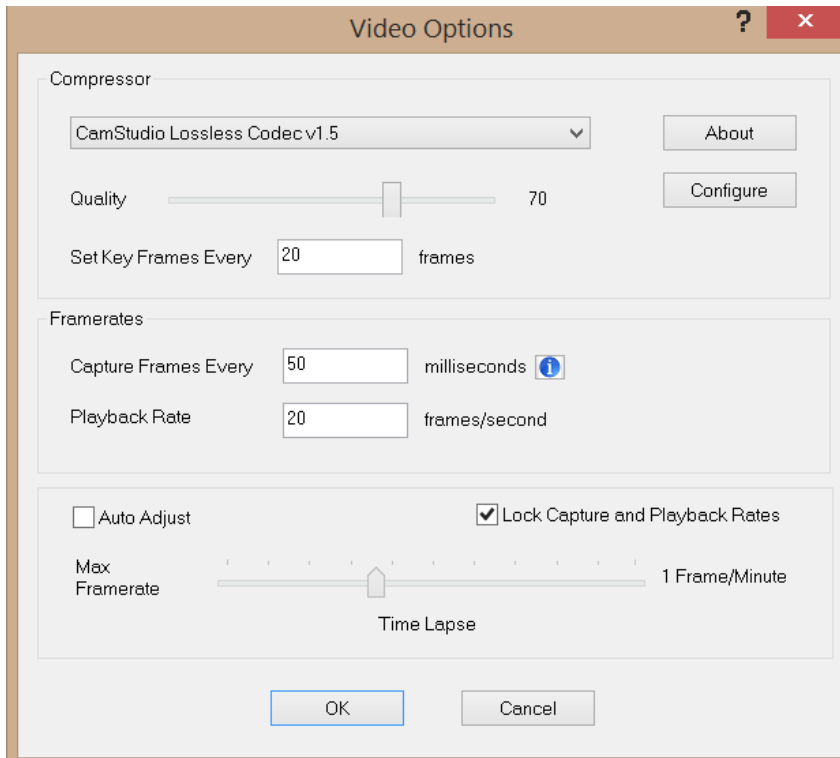 Video Options
?
x
Compressor
CamStudio Lossless Codec v1.5
About
Quality
70
Configure
Set Key Frames Every 20 frames
Framerates
Capture Frames Every 50 milliseconds i
Playback Rate 20 frames/second
Auto Adjust
Lock Capture and Playback Rates
Max
Framerate
1 Frame/Minute
Time Lapse
OK
Cancel